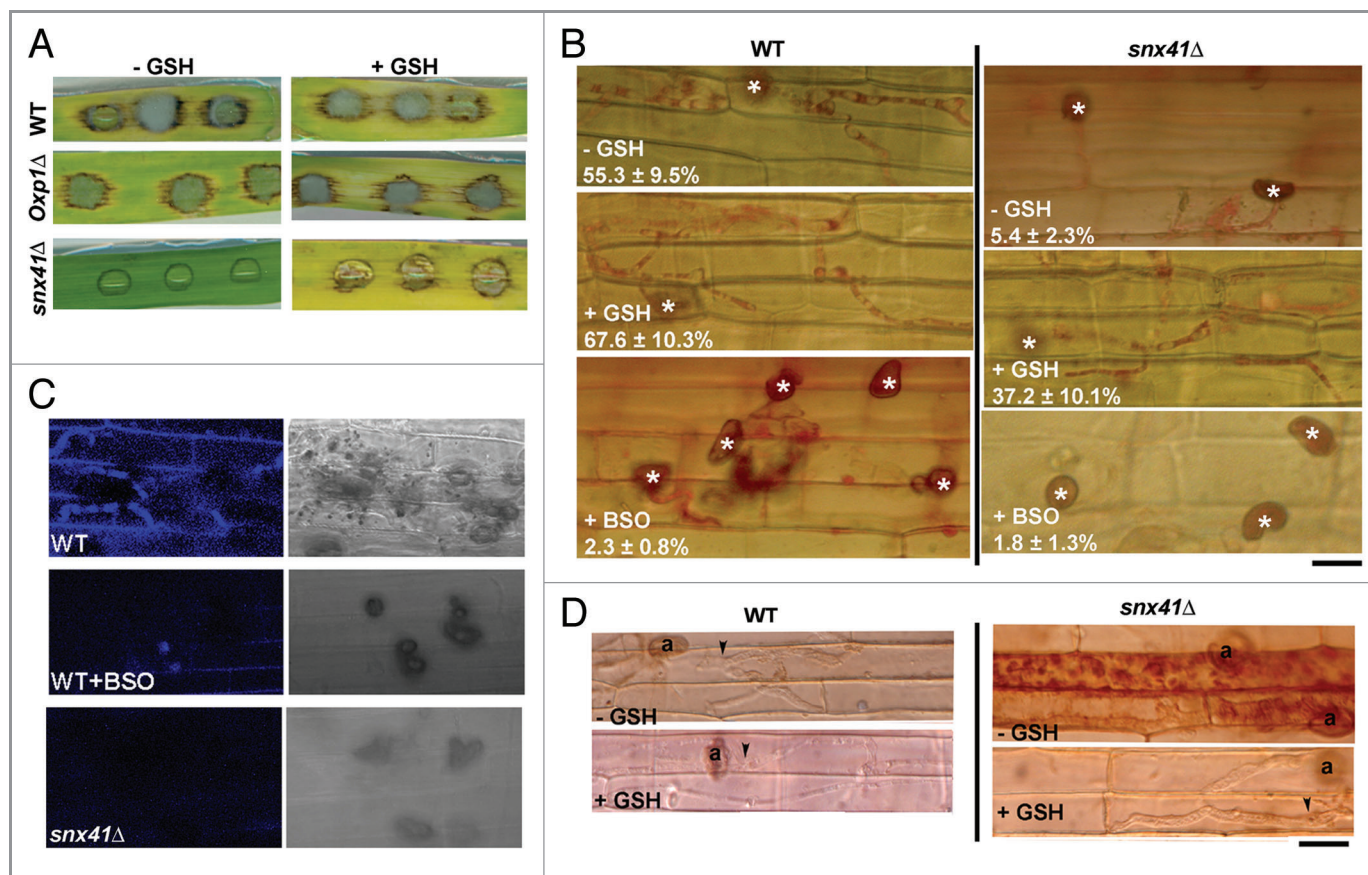 A
- GSH
+ GSH
WT
Oxp1Δ
snx41Δ
B
WT
snx41Δ
*
- GSH
55.3 ± 9.5%
*
+ GSH
67.6 ± 10.3%
*
*
*
*
*
+ BSO
2.3 ± 0.8%
*
*
- GSH
5.4 ± 2.3%
*
+ GSH
37.2 ± 10.1%
*
*
*
+ BSO
1.8 ± 1.3%
C
WT
WT+BSO
snx41Δ
D
WT
snx41Δ
a
- GSH
a
+ GSH
a
- GSH
a
a
+ GSH